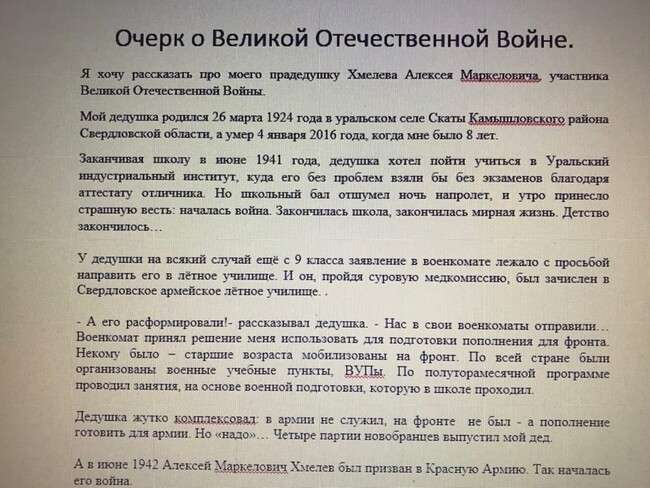 Очерк о Великой Отечественной Войне.
Я хочу рассказать про моего прадедушку Хмелева Алексея Маркеловича, участника
Великой Отечественной Войны.
Мой дедушка родился 26 марта 1924 года в уральском селе Скаты Камышловского района
Свердловской области, а умер 4 января 2016 года, когда мне было 8 лет.
Заканчивая школу в июне 1941 года, дедушка хотел пойти учиться в Уральский
индустриальный институт, куда его без проблем взяли бы без экзаменов благодаря
аттестату отличника. Но школьный бал отшумел ночь напролет, и утро принесло
страшную весть: началась война. Закончилась школа, закончилась мирная жизнь. Детство
закончилось…
У дедушки на всякий случай ещё с 9 класса заявление в военкомате лежало с просьбой
направить его в лётное училище. И он, пройдя суровую медкомиссию, был зачислен в
Свердловское армейское лётное училище. .
- А его расформировали!- рассказывал дедушка. - Нас в свои военкоматы отправили…
Военкомат принял решение меня использовать для подготовки пополнения для фронта.
Некому было – старшие возраста мобилизованы на фронт. По всей стране были
организованы военные учебные пункты, ВУПы. По полуторамесячной программе
проводил занятия, на основе военной подготовки, которую в школе проходил.
Дедушка жутко комплексовал: в армии не служил, на фронте не был - а пополнение
готовить для армии. Но «надо»… Четыре партии новобранцев выпустил мой дед.
А в июне 1942 Алексей Маркелович Хмелев был призван в Красную Армию. Так началась
его война.